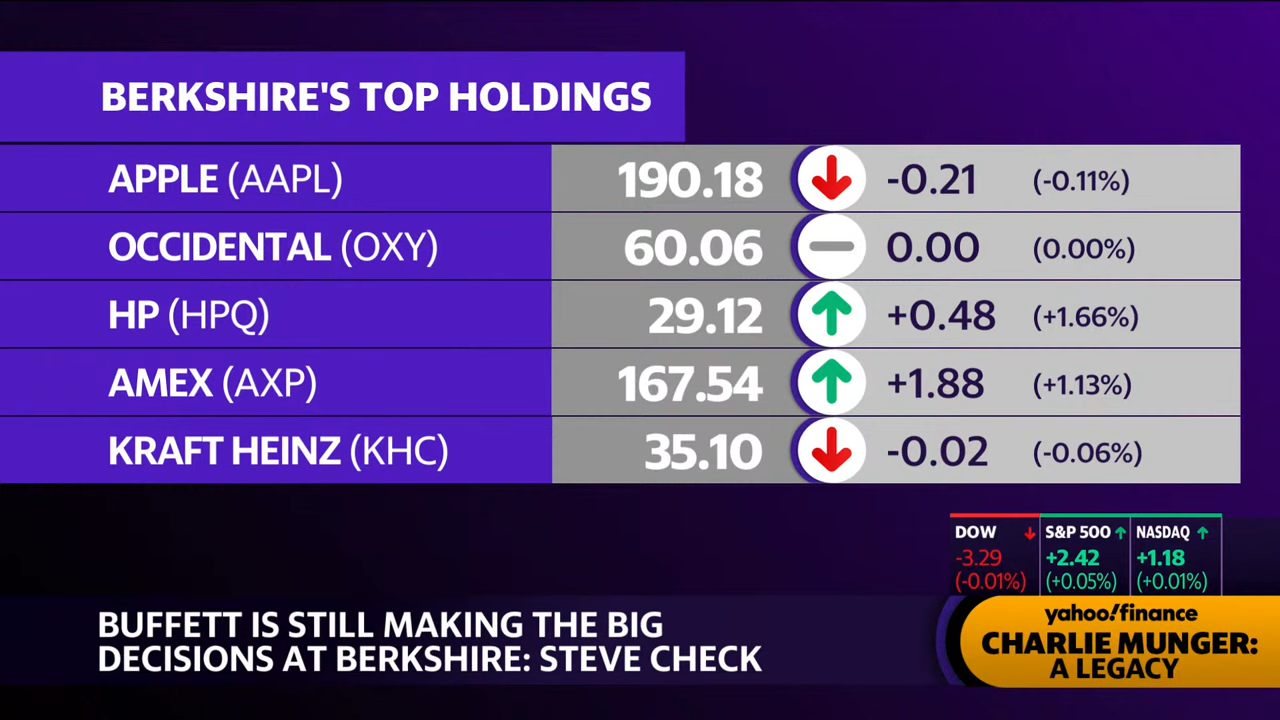 BERKSHIRE'S TOP HOLDINGS
APPLE (AAPL) 190.18 -0.21 (-0.11%)
OCCIDENTAL (OXY) 60.06 0.00 (0.00%)
HP (HPQ) 29.12 +0.48 (+1.66%)
AMEX (AXP) 167.54 +1.88 (+1.13%)
KRAFT HEINZ (KHC) 35.10 -0.02 (-0.06%)
DOW S&P 500 NASDAQ
-3.29 +2.42 +1.18
(-0.01%) (+0.05%) (+0.01%)
BUFFETT IS STILL MAKING THE BIG
DECISIONS AT BERKSHIRE: STEVE CHECK
yahoo!finance
CHARLIE MUNGER:
A LEGACY